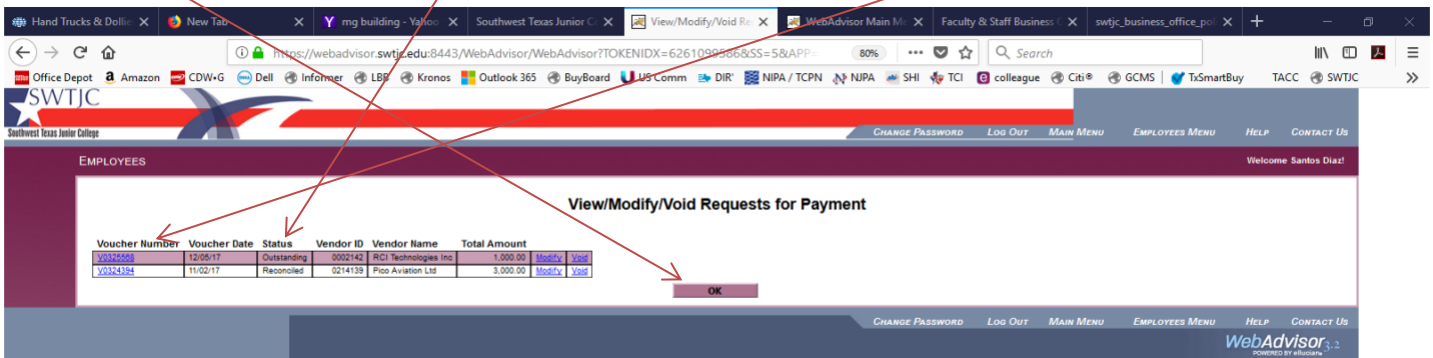 Hand Trucks & Dollie New Tab mg building - Yahoo Southwest Texas Junior C View/Modify/Void Re WebAdvisor Main Me Faculty & Staff Business C swtjc_business_office_pol
https://webadvisor.swtjc.edu:8443/WebAdvisor/WebAdvisor?TOKENIDX=6261099586&SS=5&APP= 80% Search
Office Depot Amazon CDW•G Dell Informer LBB Kronos Outlook 365 BuyBoard US Comm DIR' NIPA / TCPN NJPA SHI TCI colleague Citi® GCMS TxSmartBuy TACC SWTJC
SWTJC
Southwest Texas Junior College
CHANGE PASSWORD LOG OUT MAIN MENU EMPLOYEES MENU HELP CONTACT US
EMPLOYEES Welcome Santos Diaz!
View/Modify/Void Requests for Payment
Voucher Number Voucher Date Status Vendor ID Vendor Name Total Amount
V0325568 12/05/17 Outstanding 0002142 RCI Technologies Inc 1,000.00 Modify Void
V0324394 11/02/17 Reconciled 0214139 Pico Aviation Ltd 3,000.00 Modify Void
OK
CHANGE PASSWORD LOG OUT MAIN MENU EMPLOYEES MENU HELP CONTACT US
WebAdvisor 3.2
POWERED BY ellucian